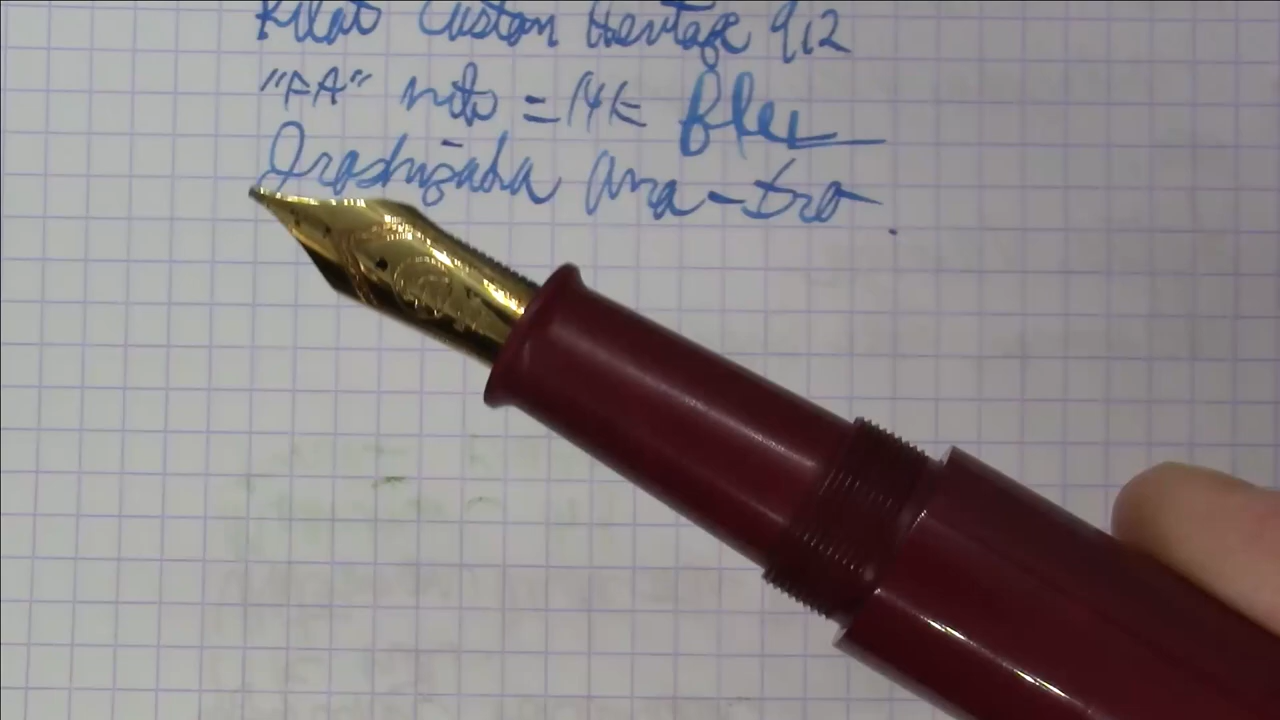 Pilot Custom Heritage 912
"FA" nib = 14K flex
Iroshizuku ama-iro